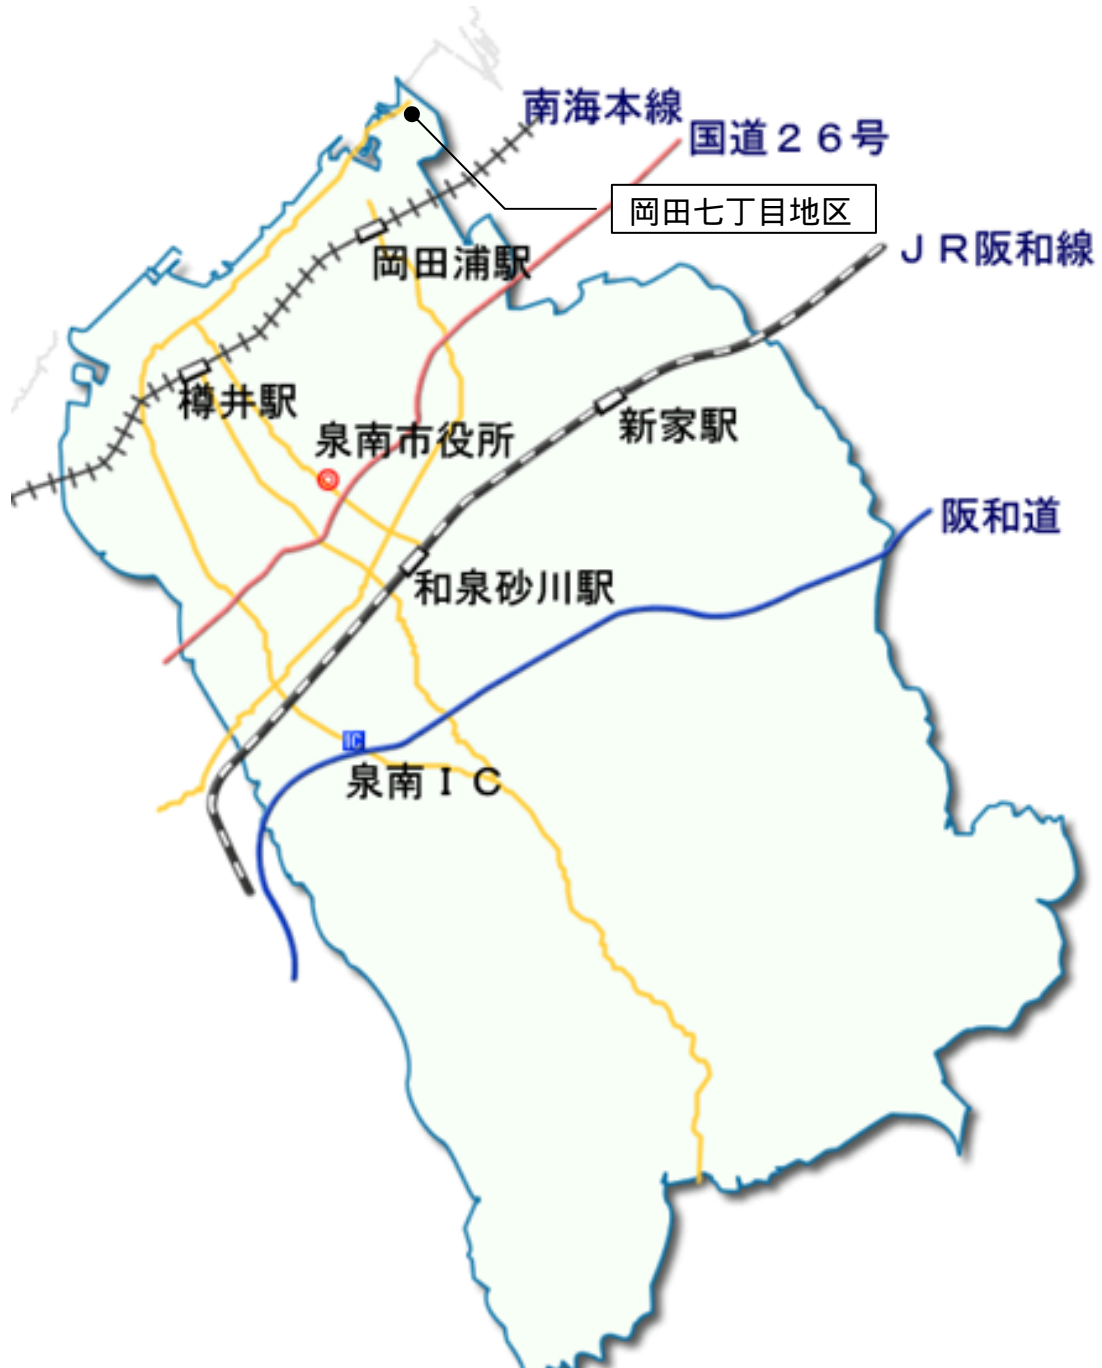 南海本線
国道２６号
岡田七丁目地区
ＪＲ阪和線
岡田浦駅
樽井駅
新家駅
泉南市役所
阪和道
和泉砂川駅
IC
泉南ＩＣ